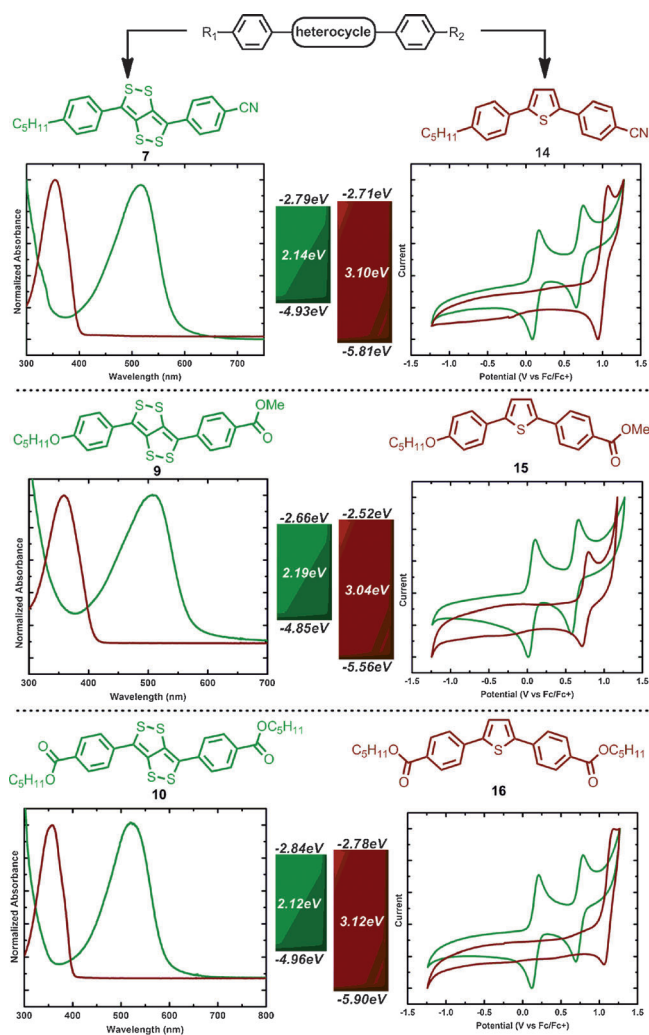 R1 heterocycle R2
S S
C5H11 S S CN
7
C5H11 S CN
14
Normalized Absorbance
300 400 500 600 700
Wavelength (nm)
-2.79eV
2.14eV
-4.93eV
-2.71eV
3.10eV
-5.81eV
Current
-1.5 -1.0 -0.5 0.0 0.5 1.0 1.5
Potential (V vs Fc/Fc+)
S S
C5H11O S S OMe O
9
C5H11O S OMe O
15
Normalized Absorbance
300 400 500 600 700
Wavelength (nm)
-2.66eV
2.19eV
-4.85eV
-2.52eV
3.04eV
-5.56eV
Current
-1.0 -0.5 0.0 0.5 1.0
Potential (V vs Fc/Fc+)
O C5H11O S S S S OC5H11 O
10
C5H11O O S OC5H11 O
16
Normalized Absorbance
300 400 500 600 700 800
Wavelength (nm)
-2.84eV
2.12eV
-4.96eV
-2.78eV
3.12eV
-5.90eV
Current
-1.5 -1.0 -0.5 0.0 0.5 1.0 1.5
Potential (V vs Fc/Fc+)